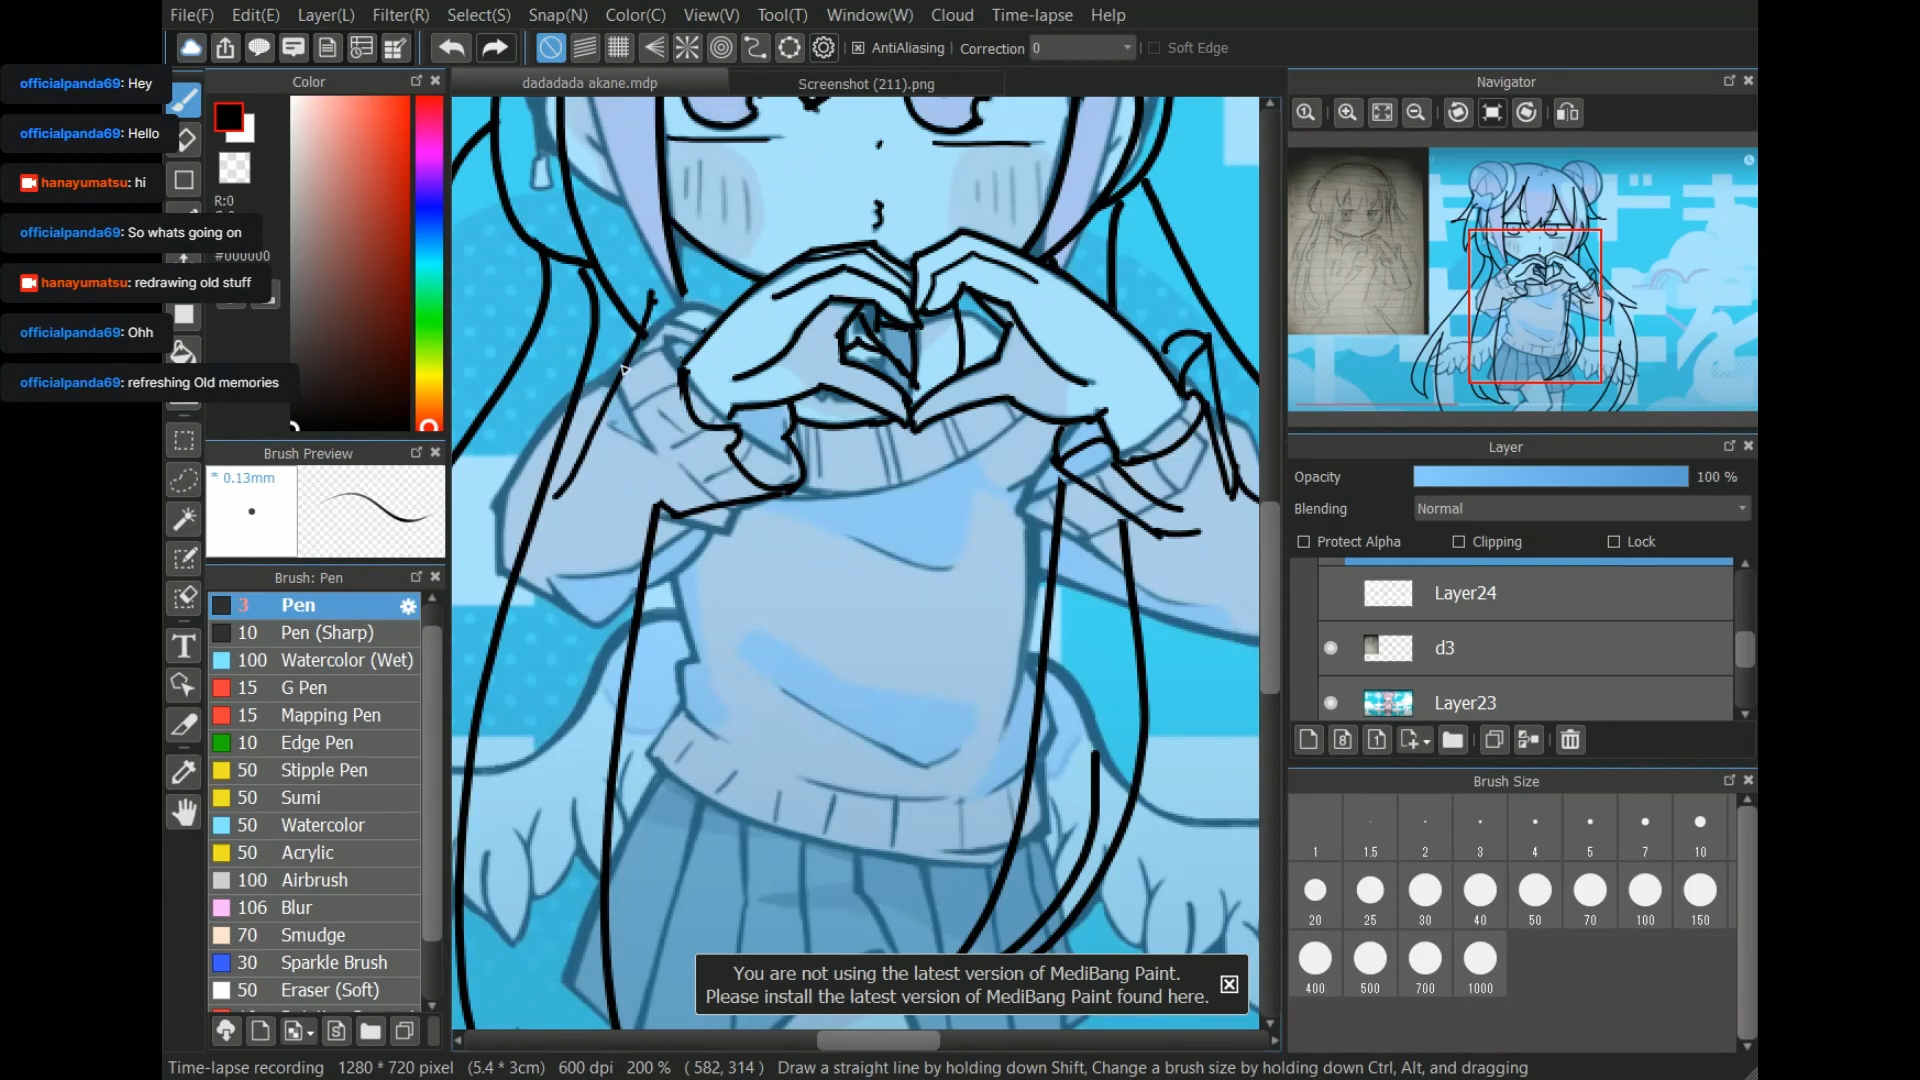 File(F) Edit(E) Layer(L) Filter(R) Select(S) Snap(N) Color(C) View(V) Tool(T) Window(W) Cloud Time-lapse Help
AntiAliasing Correction 0 Soft Edge
officialpanda69: Hey
officialpanda69: Hello
hanayumatsu: hi
officialpanda69: So whats going on
hanayumatsu: redrawing old stuff
officialpanda69: Ohh
officialpanda69: refreshing Old memories
Color
R:0
#000000
Brush Preview
* 0.13mm
Brush: Pen
3 Pen
10 Pen (Sharp)
100 Watercolor (Wet)
15 G Pen
15 Mapping Pen
10 Edge Pen
50 Stipple Pen
50 Sumi
50 Watercolor
50 Acrylic
100 Airbrush
106 Blur
70 Smudge
30 Sparkle Brush
50 Eraser (Soft)
dadadada akane.mdp Screenshot (211).png
You are not using the latest version of MediBang Paint.
Please install the latest version of MediBang Paint found here.
Navigator
Layer
Opacity 100 %
Blending Normal
Protect Alpha Clipping Lock
Layer24
d3
Layer23
Brush Size
1 1.5 2 3 4 5 7 10
20 25 30 40 50 70 100 150
400 500 700 1000
Time-lapse recording 1280 * 720 pixel (5.4 * 3cm) 600 dpi 200 % ( 582, 314 ) Draw a straight line by holding down Shift, Change a brush size by holding down Ctrl, Alt, and dragging